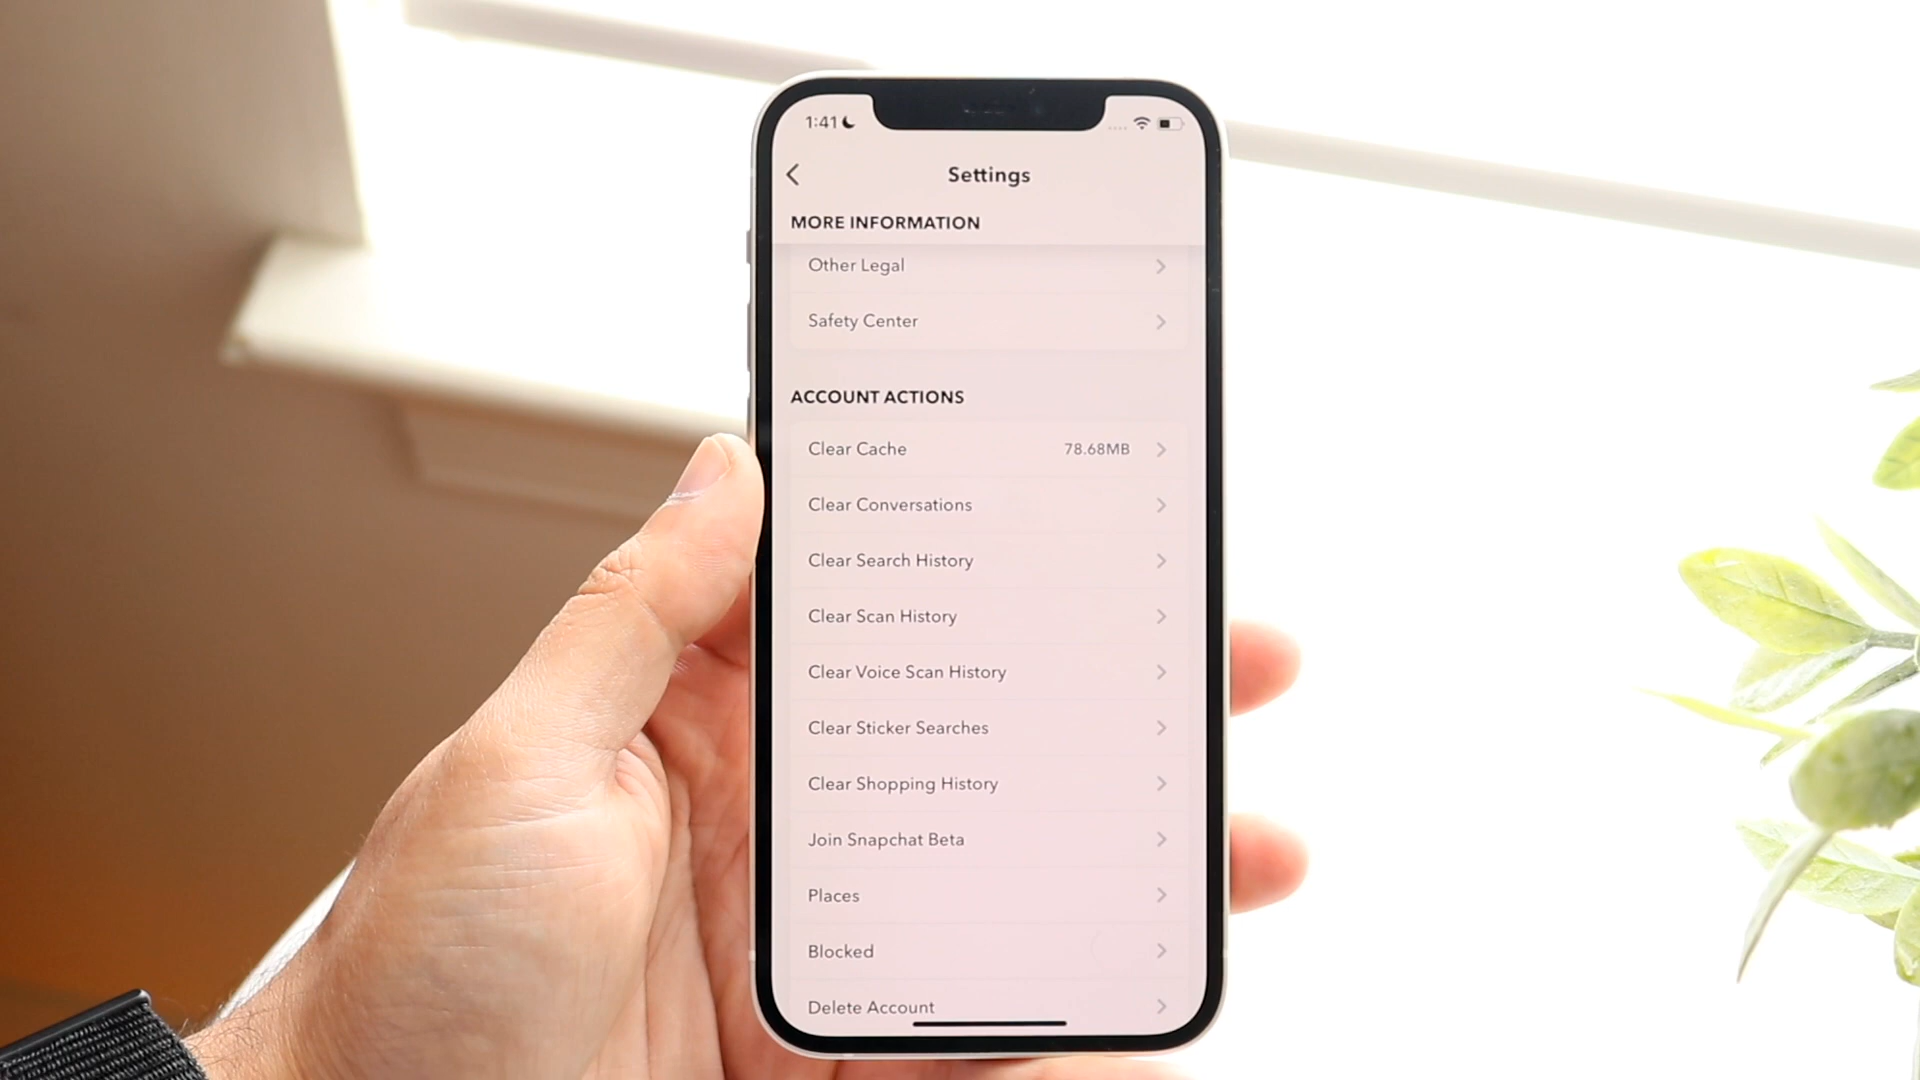 1:41
Settings
MORE INFORMATION
Other Legal
Safety Center
ACCOUNT ACTIONS
Clear Cache 78.68MB
Clear Conversations
Clear Search History
Clear Scan History
Clear Voice Scan History
Clear Sticker Searches
Clear Shopping History
Join Snapchat Beta
Places
Blocked
Delete Account